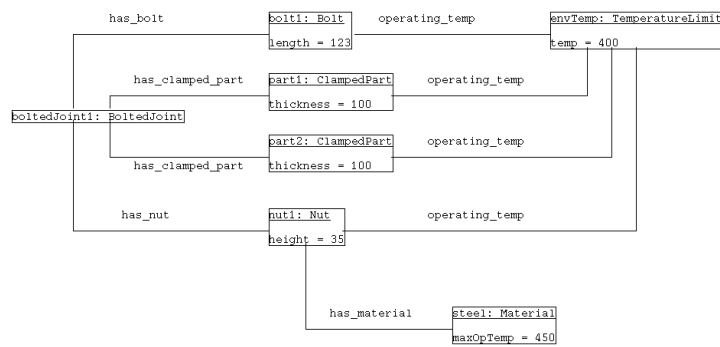 has_bolt
bolt1: Bolt
length = 123
operating_temp
envTemp: TemperatureLimit
temp = 400
has_clamped_part
part1: ClampedPart
thickness = 100
operating_temp
boltedJoint1: BoltedJoint
part2: ClampedPart
thickness = 100
operating_temp
has_clamped_part
has_nut
nut1: Nut
height = 35
operating_temp
has_material
steel: Material
maxOpTemp = 450